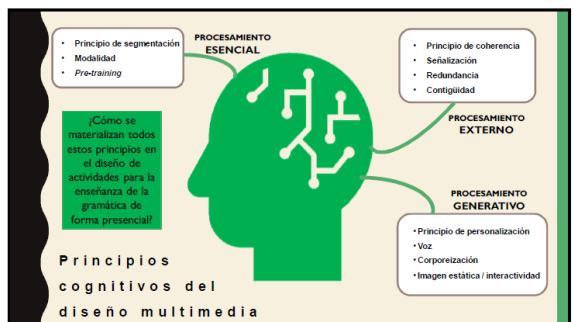 PROCESAMIENTO
ESENCIAL
• Principio de segmentación
• Modalidad
• Pre-training
• Principio de coherencia
• Señalización
• Redundancia
• Contigüidad
PROCESAMIENTO
EXTERNO
¿Cómo se
materializan todos
estos principios en
el diseño de
actividades para la
enseñanza de la
gramática de
forma presencial?
PROCESAMIENTO
GENERATIVO
• Principio de personalización
• Voz
• Corporeización
• Imagen estática / interactividad
Principios
cognitivos del
diseño multimedia